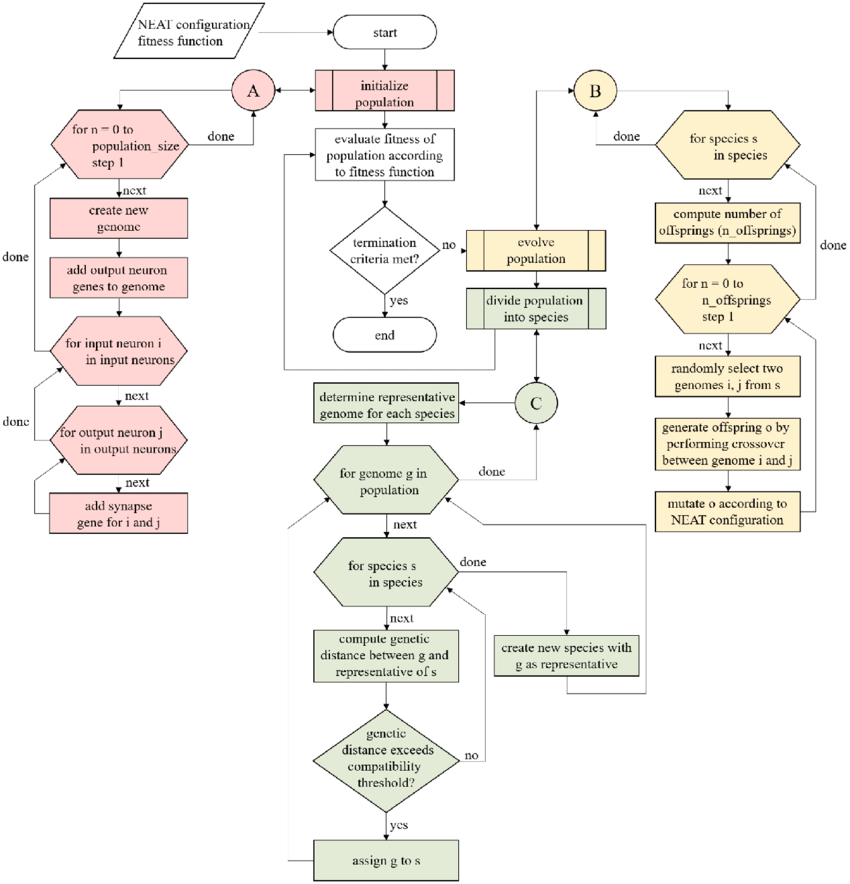 NEAT configuration
fitness function
start
A
initialize
population
B
for n = 0 to
population_size
step 1
done
next
create new
genome
add output neuron
genes to genome
for input neuron i
in input neurons
done
next
for output neuron j
in output neurons
done
next
add synapse
gene for i and j
evaluate fitness of
population according
to fitness function
termination
criteria met?
no
yes
end
evolve
population
divide population
into species
for species s
in species
done
next
compute number of
offsprings (n_offsprings)
done
for n = 0 to
n_offsprings
step 1
next
randomly select two
genomes i, j from s
generate offspring o by
performing crossover
between genome i and j
mutate o according to
NEAT configuration
C
determine representative
genome for each species
for genome g in
population
done
next
for species s
in species
done
next
compute genetic
distance between g and
representative of s
create new species with
g as representative
genetic
distance exceeds
compatibility
threshold?
no
yes
assign g to s